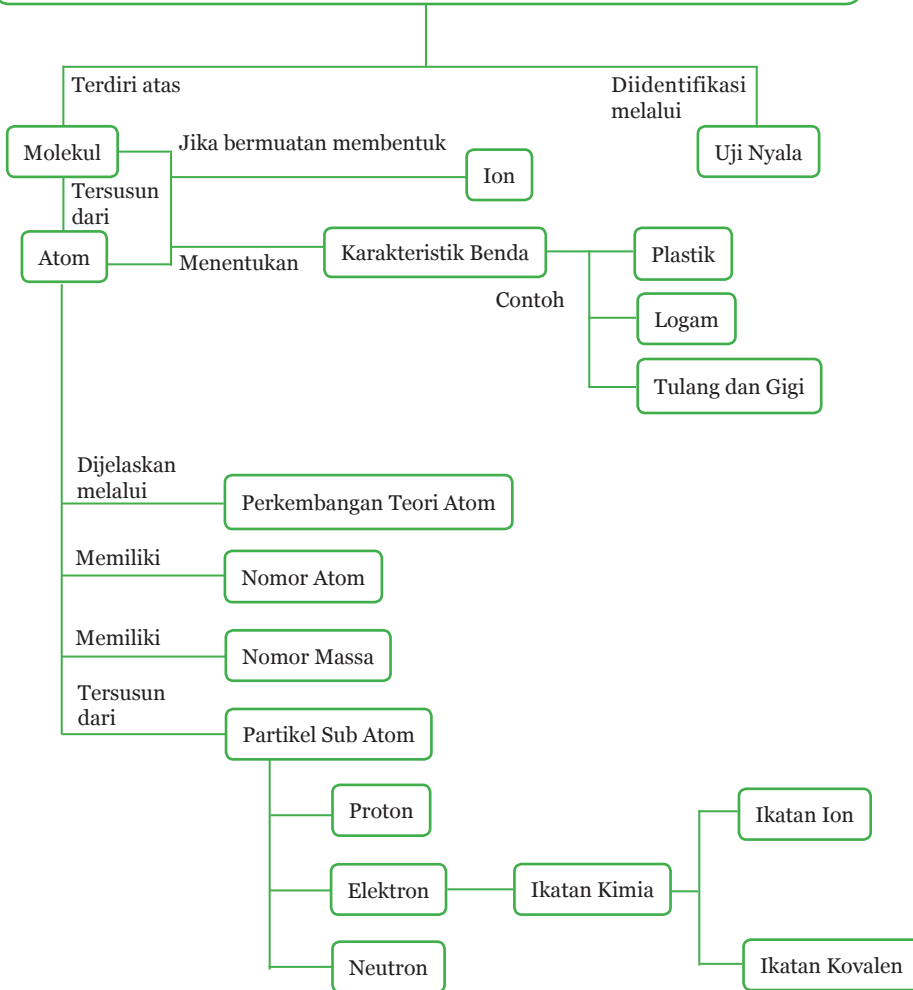 Terdiri atas
Diidentifikasi
melalui
Molekul
Jika bermuatan membentuk
Uji Nyala
Ion
Tersusun
dari
Atom
Menentukan
Karakteristik Benda
Plastik
Contoh
Logam
Tulang dan Gigi
Dijelaskan
melalui
Perkembangan Teori Atom
Memiliki
Nomor Atom
Memiliki
Nomor Massa
Tersusun
dari
Partikel Sub Atom
Proton
Ikatan Ion
Elektron
Ikatan Kimia
Neutron
Ikatan Kovalen